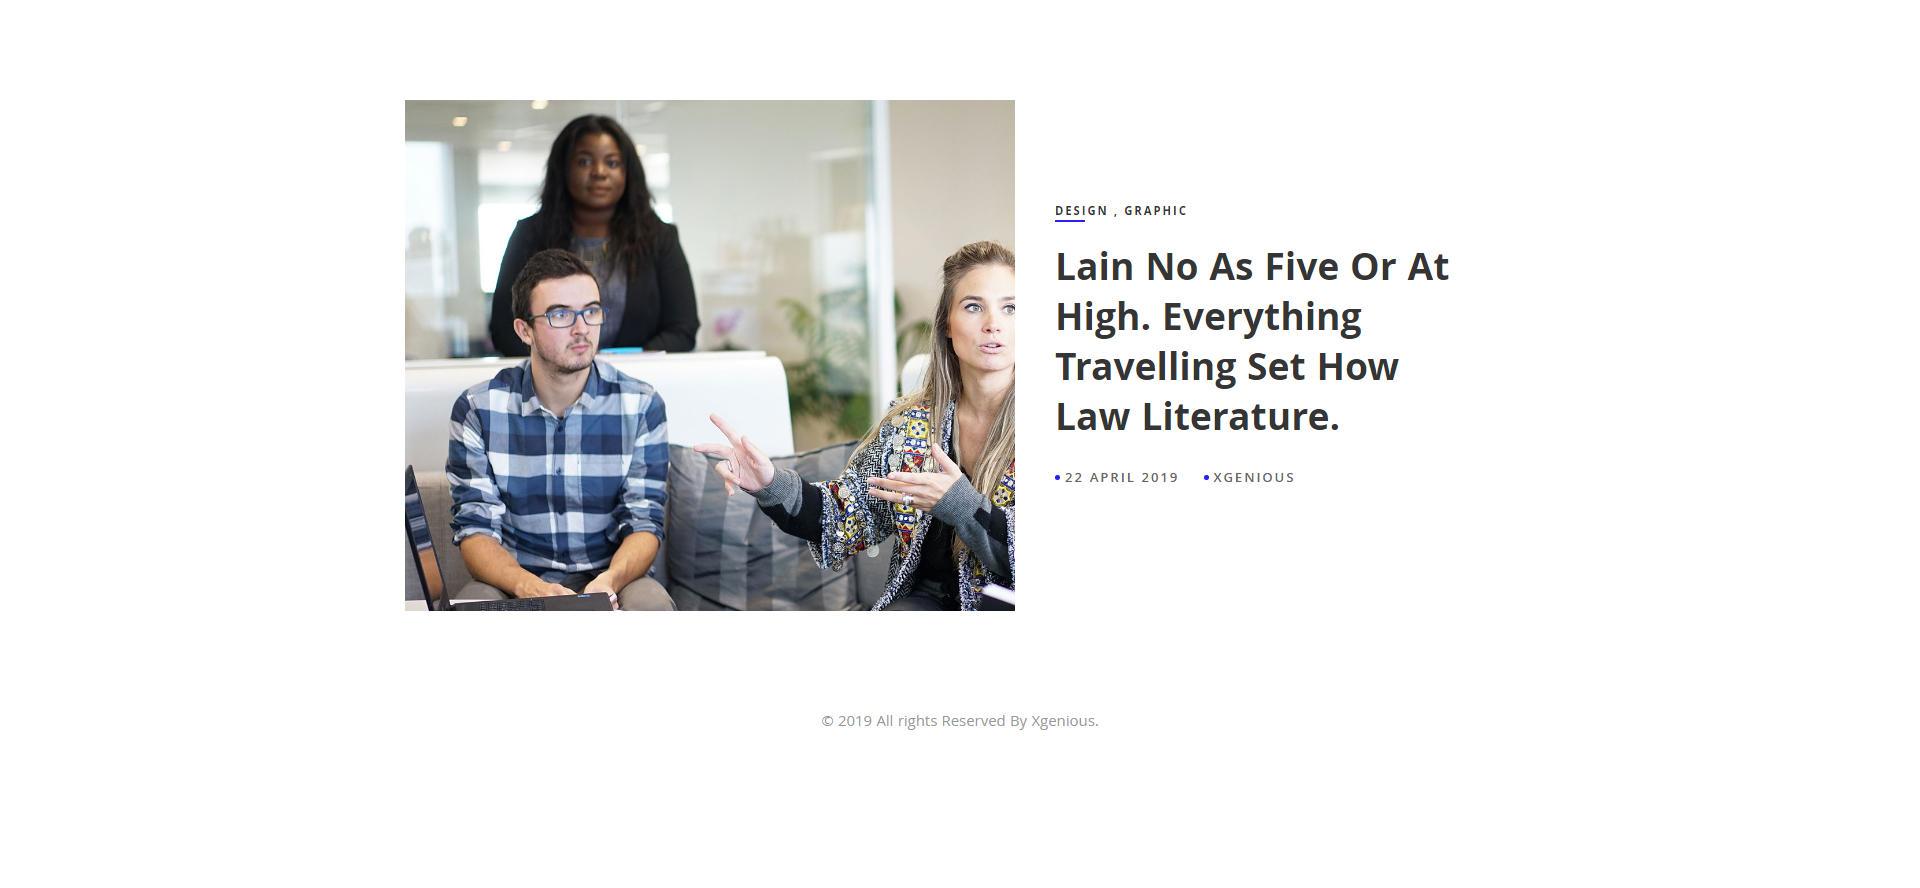 DESIGN , GRAPHIC
Lain No As Five Or At
High. Everything
Travelling Set How
Law Literature.
22 APRIL 2019 XGENIOUS
© 2019 All rights Reserved By Xgenious.